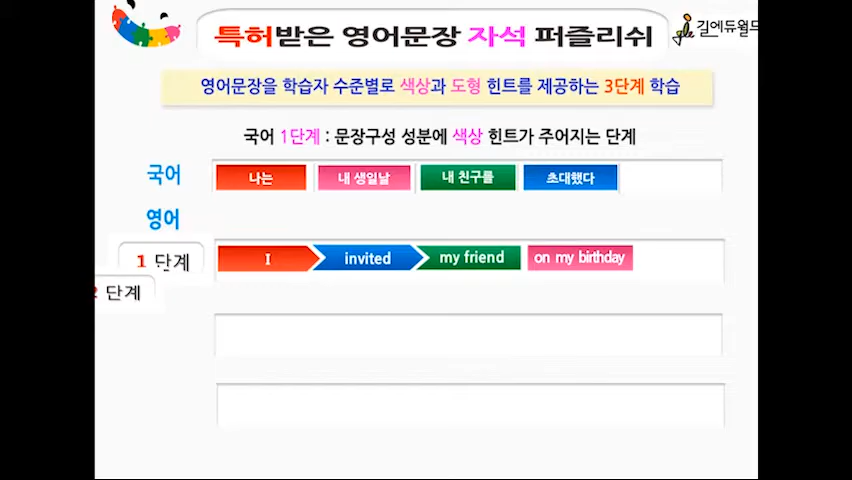 특허받은 영어문장 자석 퍼즐리쉬
길에듀월드
영어문장을 학습자 수준별로 색상과 도형 힌트를 제공하는 3단계 학습
국어 1단계 : 문장구성 성분에 색상 힌트가 주어지는 단계
국어 나는 내 생일날 내 친구를 초대했다
영어
1 단계 I invited my friend on my birthday
2 단계